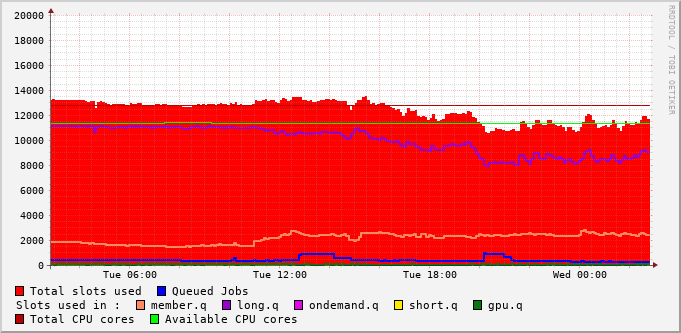 20000
18000
16000
14000
12000
10000
8000
6000
4000
2000
0
Tue 06:00 Tue 12:00 Tue 18:00 Wed 00:00
RRDTOOL / TOBI OETIKER
Total slots used Queued Jobs
Slots used in : member.q long.q ondemand.q short.q gpu.q
Total CPU cores Available CPU cores